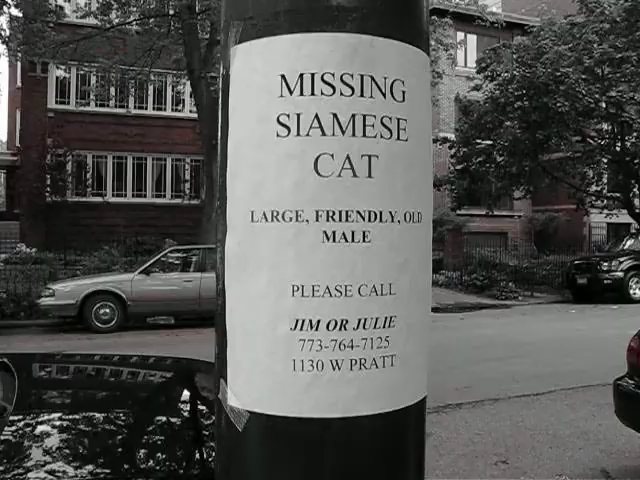 MISSING
SIAMESE
CAT
LARGE, FRIENDLY, OLD
MALE
PLEASE CALL
JIM OR JULIE
773-764-7125
1130 W PRATT